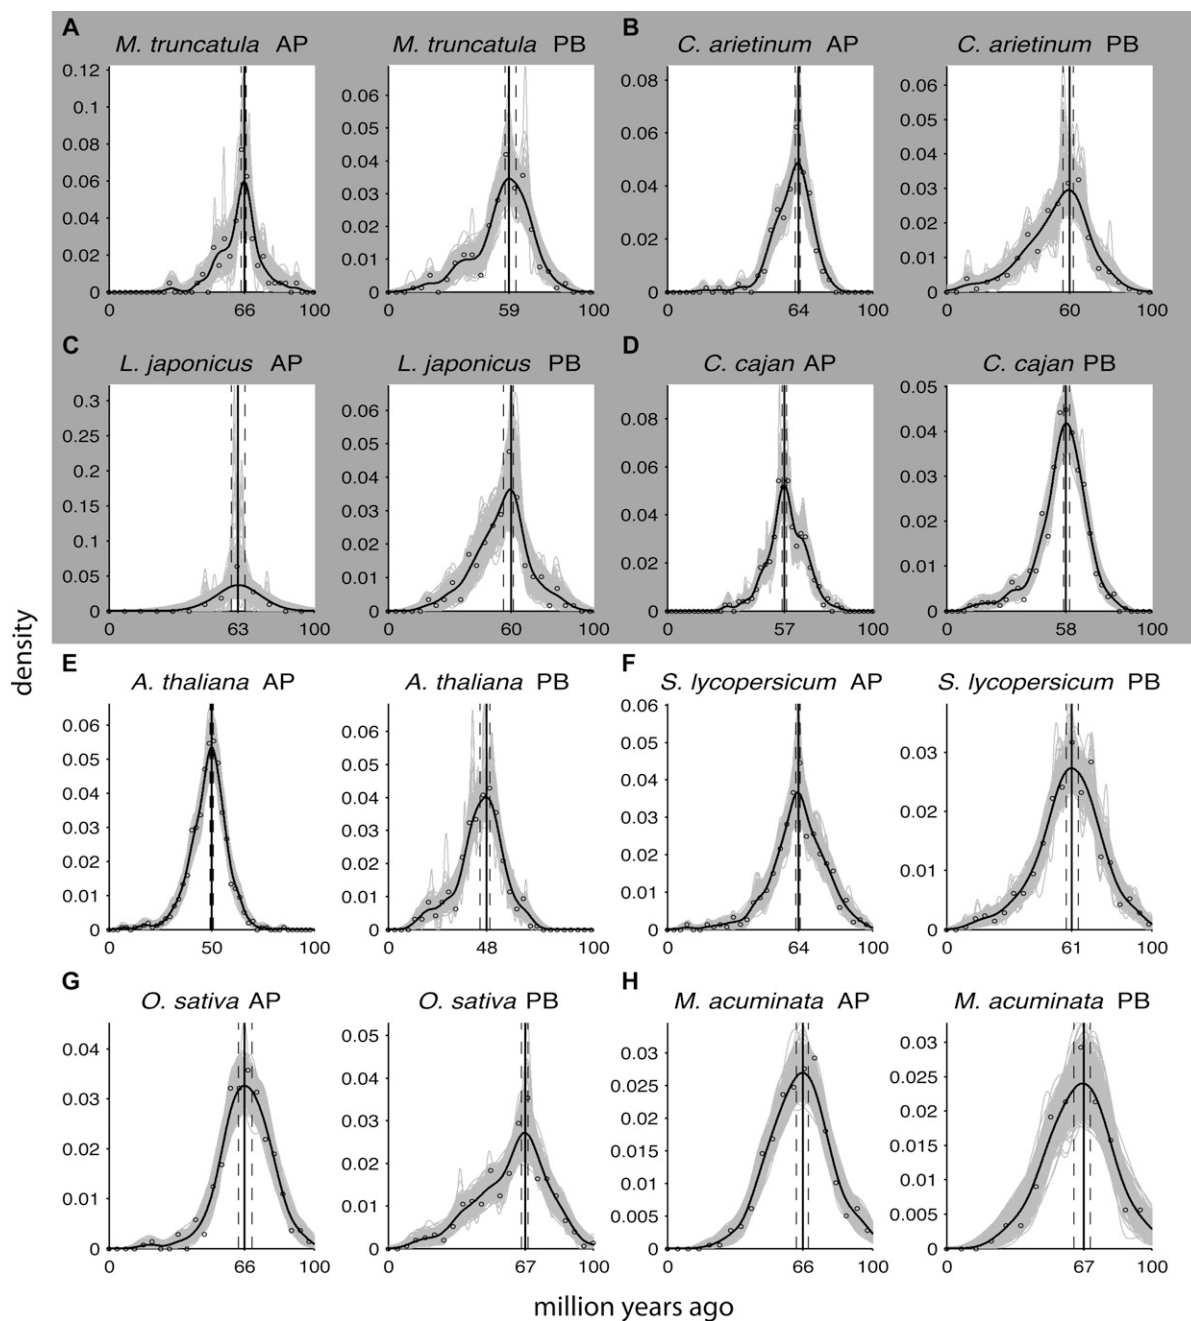 A
M. truncatula AP
0.12
0.1
0.08
0.06
0.04
0.02
0
0 66 100
M. truncatula PB
0.06
0.05
0.04
0.03
0.02
0.01
0
0 59 100
B
C. arietinum AP
0.08
0.06
0.04
0.02
0
0 64 100
C. arietinum PB
0.06
0.05
0.04
0.03
0.02
0.01
0
0 60 100
C
L. japonicus AP
0.3
0.25
0.2
0.15
0.1
0.05
0
0 63 100
L. japonicus PB
0.06
0.05
0.04
0.03
0.02
0.01
0
0 60 100
D
C. cajan AP
0.08
0.06
0.04
0.02
0
0 57 100
C. cajan PB
0.05
0.04
0.03
0.02
0.01
0
0 58 100
density
E
A. thaliana AP
0.06
0.05
0.04
0.03
0.02
0.01
0
0 50 100
A. thaliana PB
0.06
0.05
0.04
0.03
0.02
0.01
0
0 48 100
F
S. lycopersicum AP
0.06
0.05
0.04
0.03
0.02
0.01
0
0 64 100
S. lycopersicum PB
0.03
0.02
0.01
0
0 61 100
G
O. sativa AP
0.04
0.03
0.02
0.01
0
0 66 100
O. sativa PB
0.05
0.04
0.03
0.02
0.01
0
0 67 100
H
M. acuminata AP
0.03
0.025
0.02
0.015
0.01
0.005
0
0 66 100
M. acuminata PB
0.03
0.025
0.02
0.015
0.01
0.005
0
0 67 100
million years ago